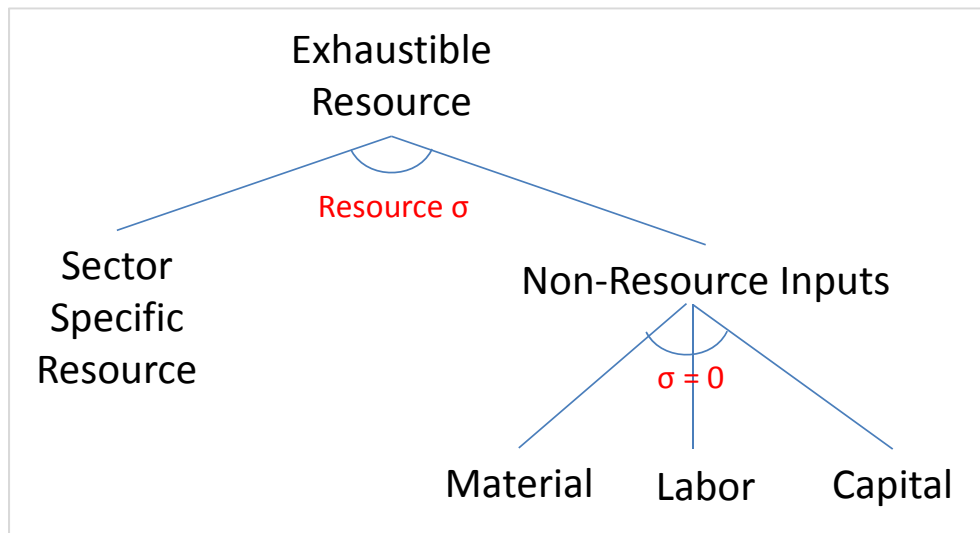 Exhaustible
Resource
Resource σ
Sector
Specific
Resource
Non-Resource Inputs
σ = 0
Material
Labor
Capital